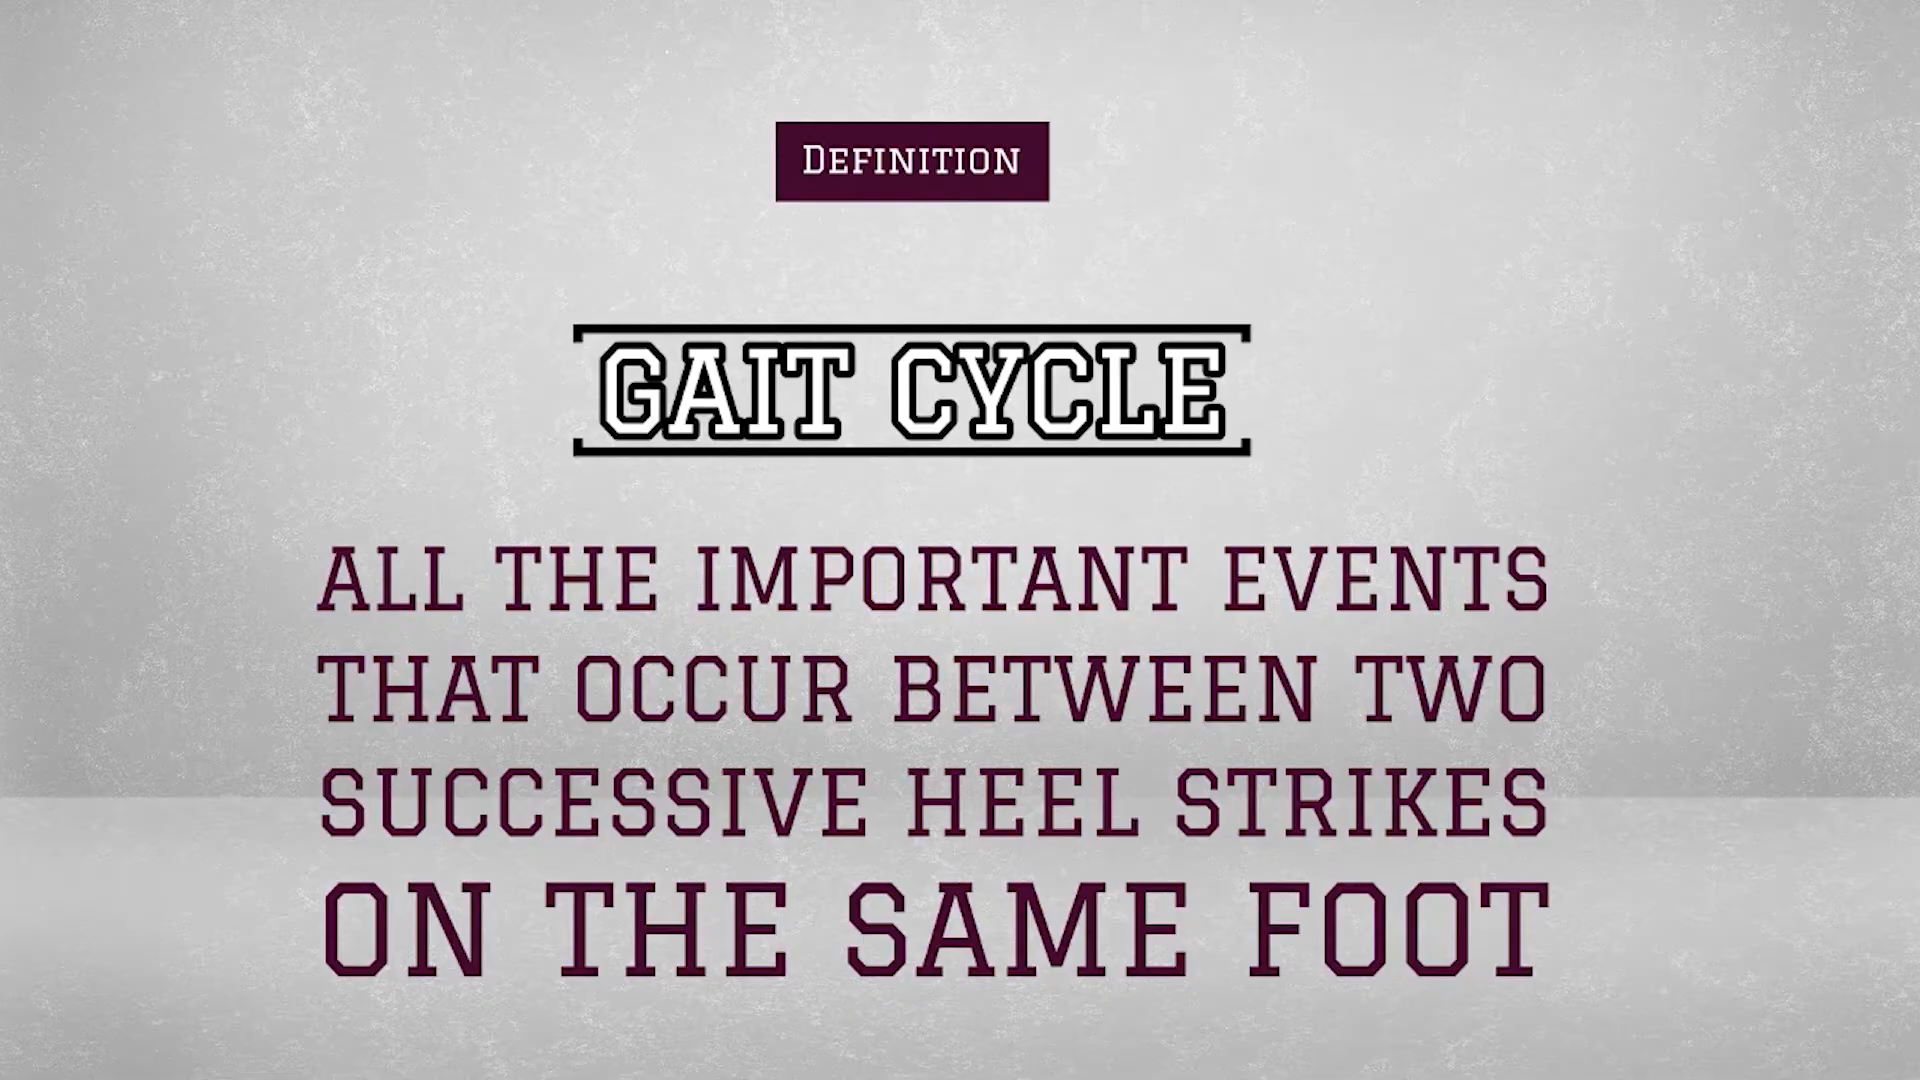 Definition
GAIT CYCLE
ALL THE IMPORTANT EVENTS
THAT OCCUR BETWEEN TWO
SUCCESSIVE HEEL STRIKES
ON THE SAME FOOT